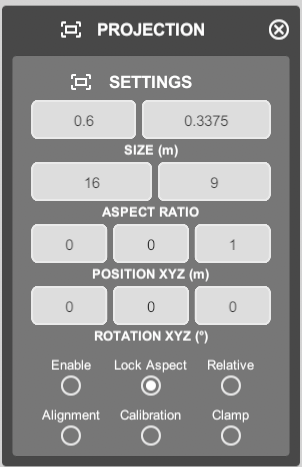 PROJECTION
SETTINGS
0.6 0.3375
SIZE (m)
16 9
ASPECT RATIO
0 0 1
POSITION XYZ (m)
0 0 0
ROTATION XYZ (°)
Enable Lock Aspect Relative
Alignment Calibration Clamp